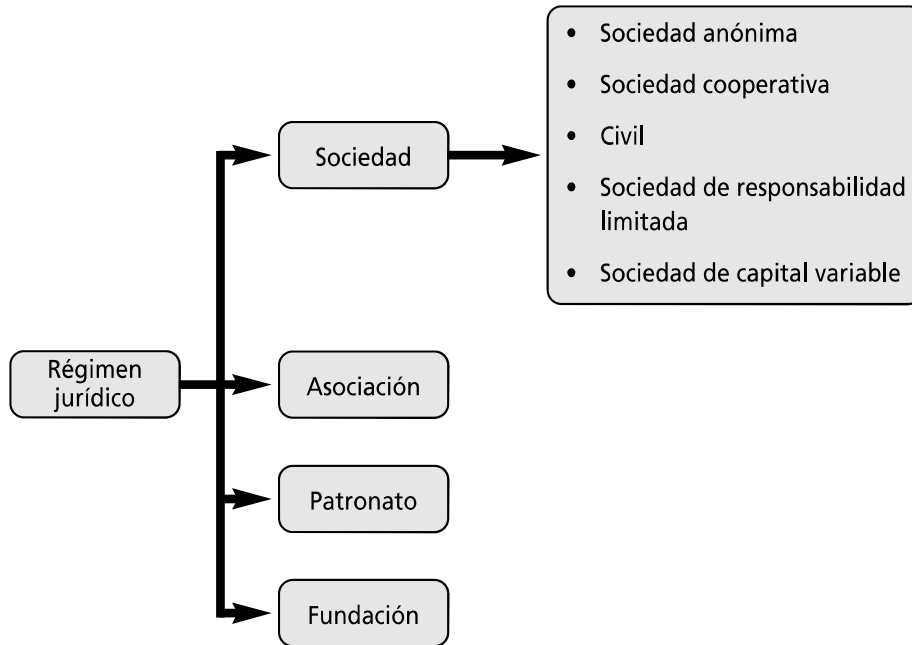 • Sociedad anónima
• Sociedad cooperativa
• Civil
• Sociedad de responsabilidad
limitada
• Sociedad de capital variable
Sociedad
Régimen
jurídico
Asociación
Patronato
Fundación